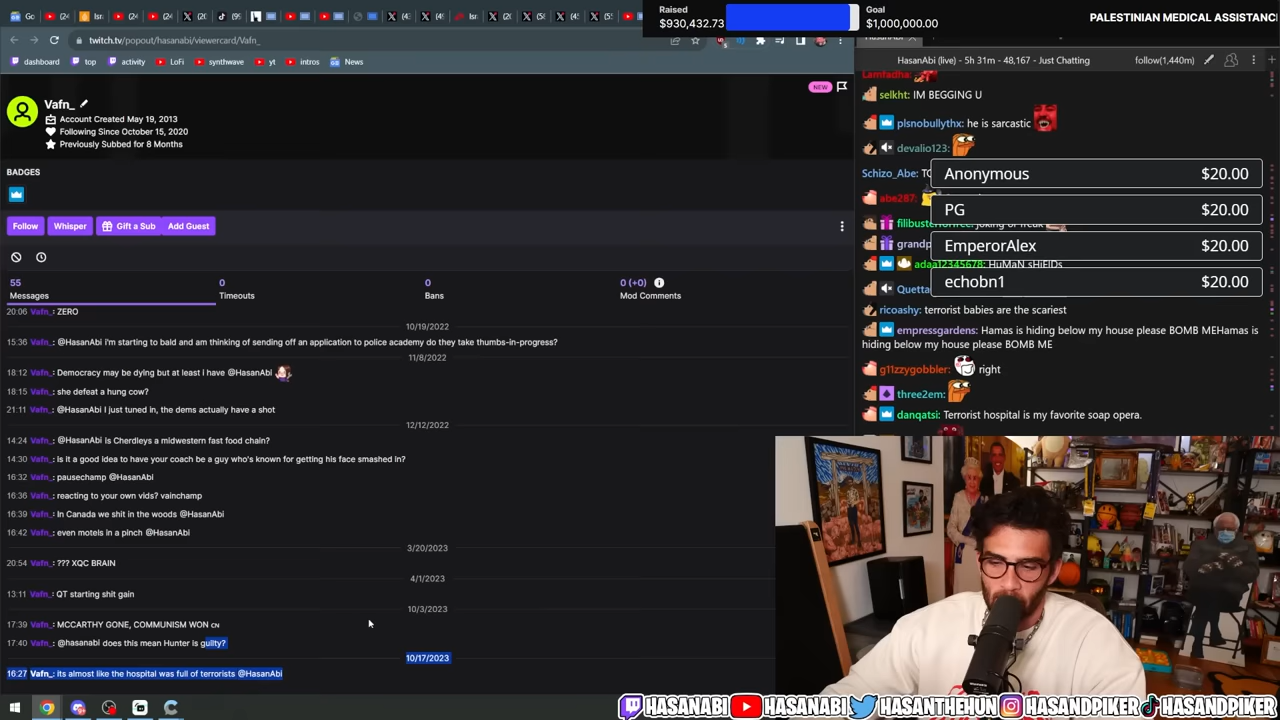 Raised
$930,432.73
Goal
$1,000,000.00
PALESTINIAN MEDICAL ASSISTANC
twitch.tv/popout/hasanabi/viewercard/Vafn_
dashboard
top
activity
LoFi
synthwave
yt
intros
News
Vafn_
Account Created May 19, 2013
Following Since October 15, 2020
Previously Subbed for 8 Months
NEW
BADGES
Follow
Whisper
Gift a Sub
Add Guest
55
Messages
0
Timeouts
0
Bans
0 (+0)
Mod Comments
20:06 Vafn_: ZERO
10/19/2022
15:36 Vafn_: @HasanAbi i'm starting to bald and am thinking of sending off an application to police academy do they take thumbs-in-progress?
11/8/2022
18:12 Vafn_: Democracy may be dying but at least I have @HasanAbi
18:15 Vafn_: she defeat a hung cow?
21:11 Vafn_: @HasanAbi I just tuned in, the dems actually have a shot
12/12/2022
14:24 Vafn_: @HasanAbi is Cherdleys a midwestern fast food chain?
14:30 Vafn_: is it a good idea to have your coach be a guy who's known for getting his face smashed in?
16:32 Vafn_: pausechamp @HasanAbi
16:36 Vafn_: reacting to your own vids? vainchamp
16:39 Vafn_: In Canada we shit in the woods @HasanAbi
16:42 Vafn_: even motels in a pinch @HasanAbi
3/20/2023
20:54 Vafn_: ??? XQC BRAIN
4/1/2023
13:11 Vafn_: QT starting shit gain
10/3/2023
17:39 Vafn_: MCCARTHY GONE, COMMUNISM WON CN
17:40 Vafn_: @hasanabi does this mean Hunter is guilty?
10/17/2023
16:27 Vafn_: Its almost like the hospital was full of terrorists @HasanAbi
HasanAbi (live) - 5h 31m - 48,167 - Just Chatting
follow(1,440m)
Lamfadha:
selkht: IM BEGGING U
plsnobullythx: he is sarcastic
devalio123:
Schizo_Abe:
abe287:
grandp
adaa12345678: HuMaN sHiElDs
Quetta
ricoashy: terrorist babies are the scariest
empressgardens: Hamas is hiding below my house please BOMB MEHamas is
hiding below my house please BOMB ME
g11zzygobbler: right
three2em:
danqatsi: Terrorist hospital is my favorite soap opera.
Anonymous $20.00
PG $20.00
EmperorAlex $20.00
echobn1 $20.00
HASANABI
HASANABI
HASANTHEHUN
HASANDPIKER
HASANDPIKER